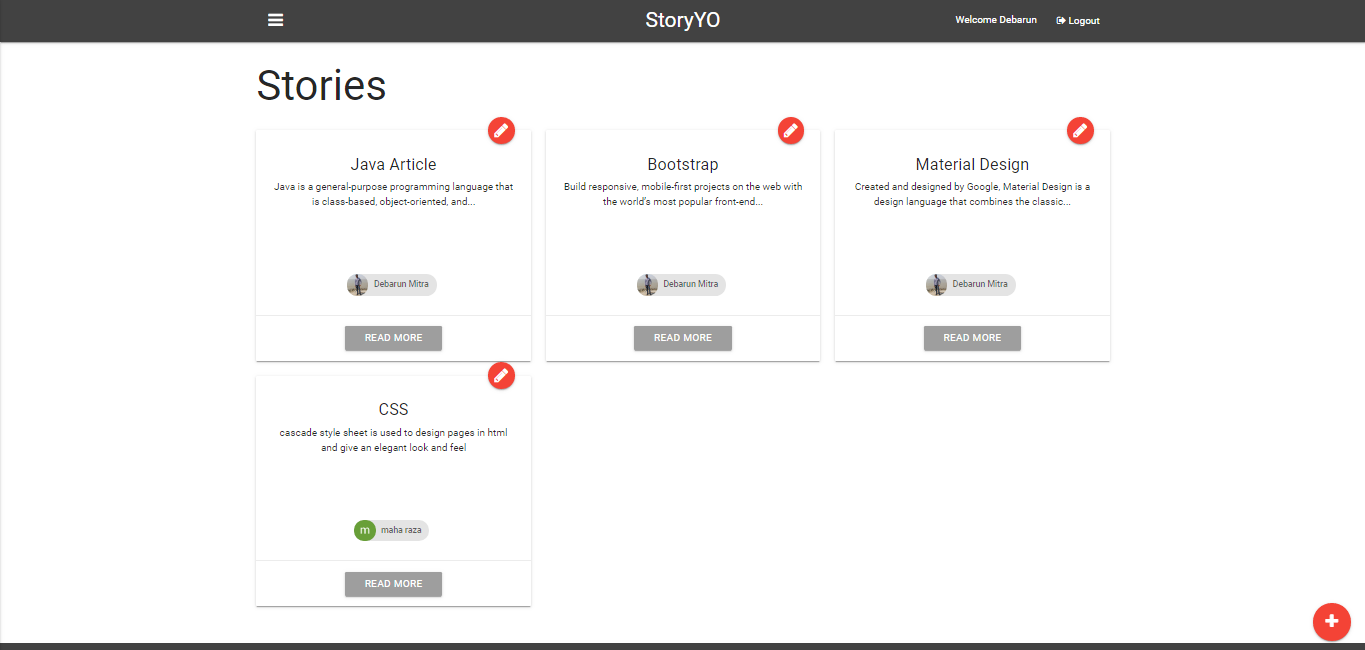 StoryYO
Welcome Debarun
Logout
Stories
Java Article
Java is a general-purpose programming language that
is class-based, object-oriented, and...
Debarun Mitra
READ MORE
Bootstrap
Build responsive, mobile-first projects on the web with
the world's most popular front-end...
Debarun Mitra
READ MORE
Material Design
Created and designed by Google, Material Design is a
design language that combines the classic...
Debarun Mitra
READ MORE
CSS
cascade style sheet is used to design pages in html
and give an elegant look and feel
m maha raza
READ MORE